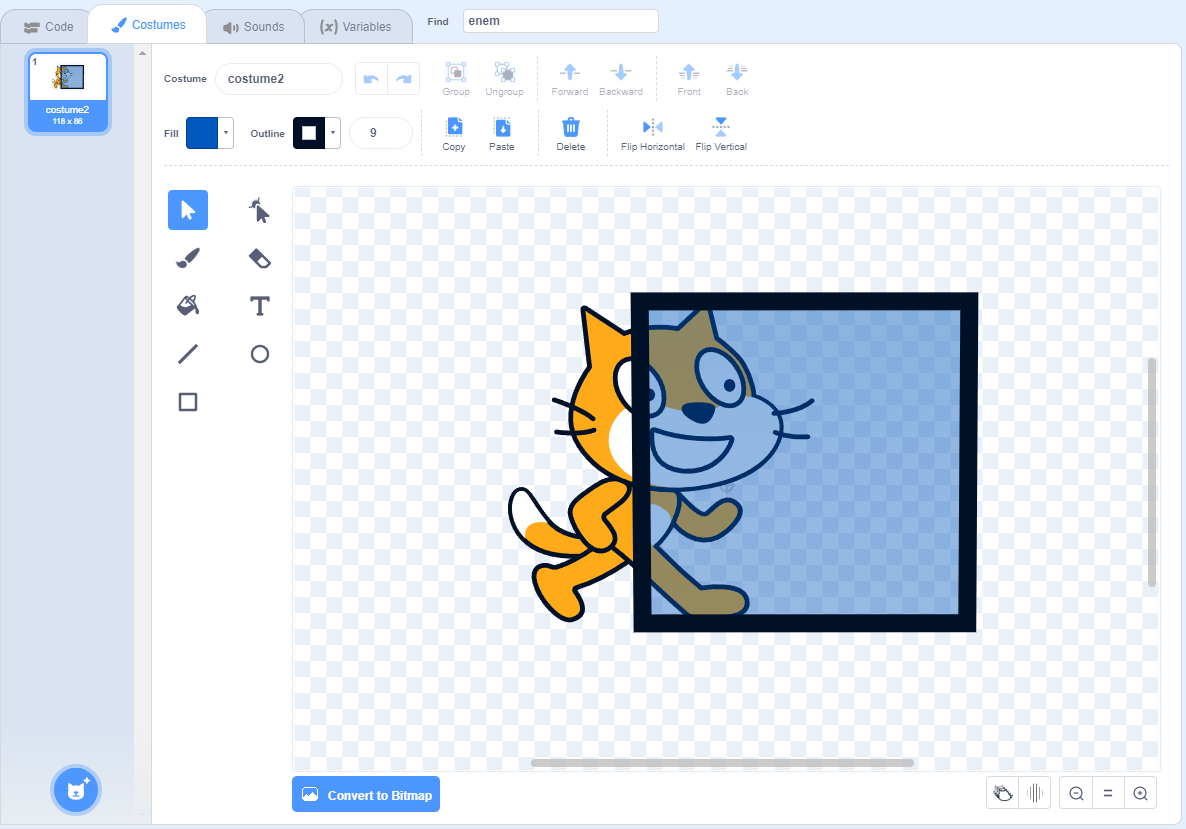 Code
Costumes
Sounds
(x) Variables
Find
enem
1
costume2
118 x 86
Costume
costume2
Group
Ungroup
Forward
Backward
Front
Back
Fill
Outline
9
Copy
Paste
Delete
Flip Horizontal
Flip Vertical
T
Convert to Bitmap